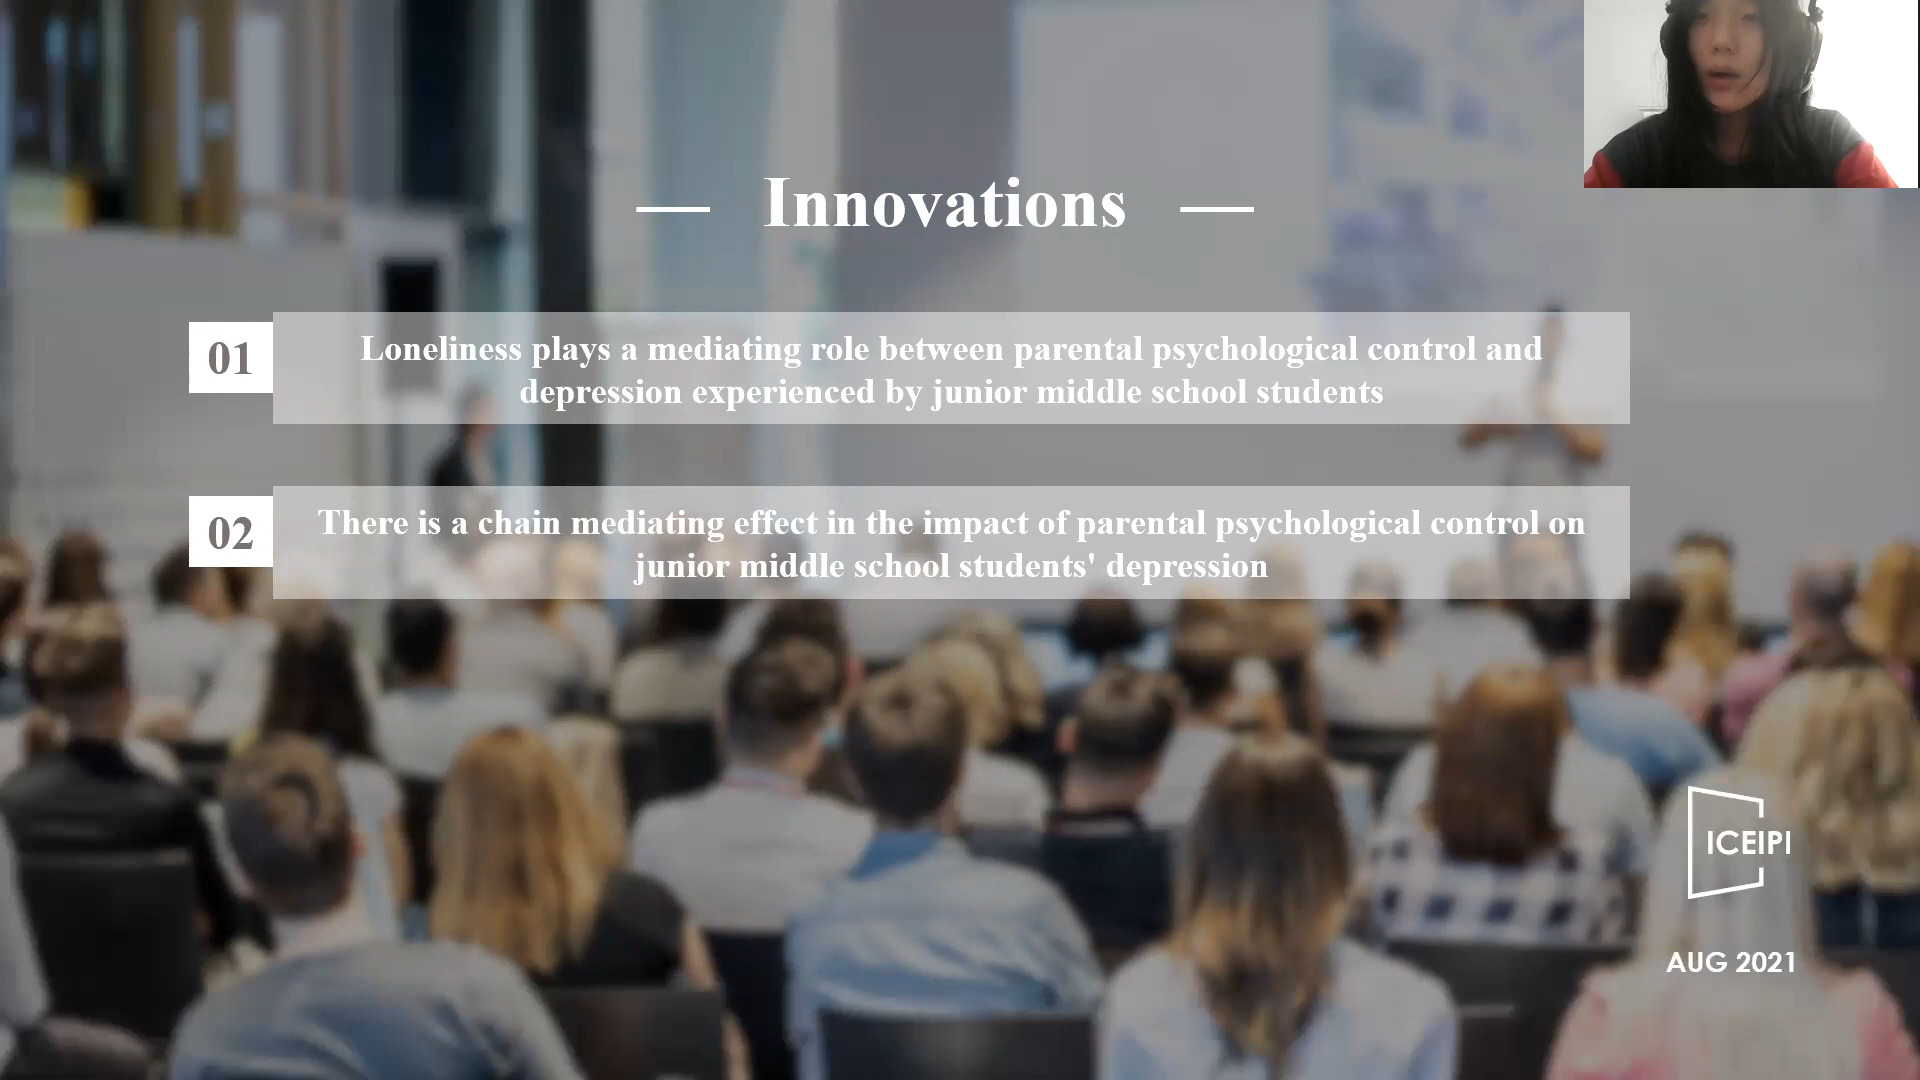 Innovations
01
Loneliness plays a mediating role between parental psychological control and
depression experienced by junior middle school students
02
There is a chain mediating effect in the impact of parental psychological control on
junior middle school students' depression
ICEIPI
AUG 2021